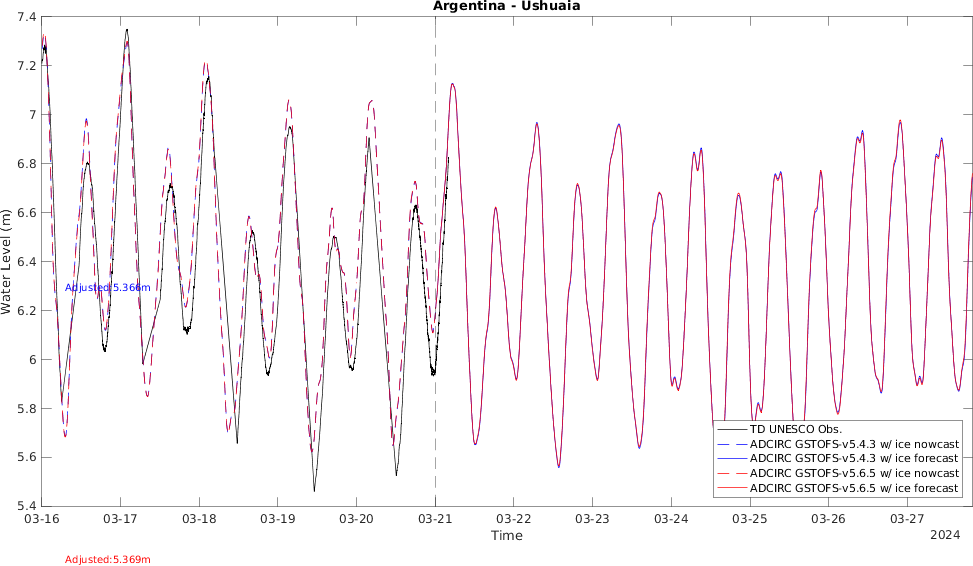 Argentina - Ushuaia
7.4
7.2
7
6.8
6.6
6.4
6.2
6
5.8
5.6
5.4
Water Level (m)
Adjusted:5.366m
TD UNESCO Obs.
ADCIRC GSTOFS-v5.4.3 w/ ice nowcast
ADCIRC GSTOFS-v5.4.3 w/ ice forecast
ADCIRC GSTOFS-v5.6.5 w/ ice nowcast
ADCIRC GSTOFS-v5.6.5 w/ ice forecast
03-16 03-17 03-18 03-19 03-20 03-21 03-22 03-23 03-24 03-25 03-26 03-27
Time
2024
Adjusted:5.369m